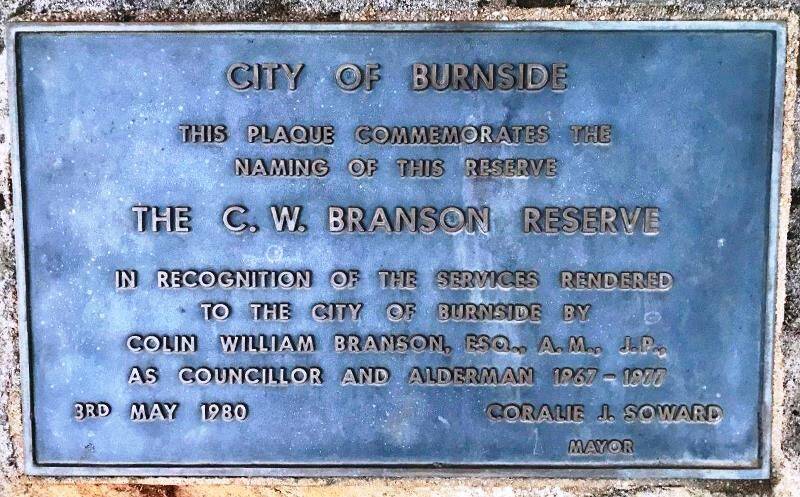 CITY OF BURNSIDE
THIS PLAQUE COMMEMORATES THE
NAMING OF THIS RESERVE
THE C. W. BRANSON RESERVE
IN RECOGNITION OF THE SERVICES RENDERED
TO THE CITY OF BURNSIDE BY
COLIN WILLIAM BRANSON, ESQ., A.M., J.P.,
AS COUNCILLOR AND ALDERMAN 1967 - 1977
3RD MAY 1980 CORALIE J. SOWARD
MAYOR